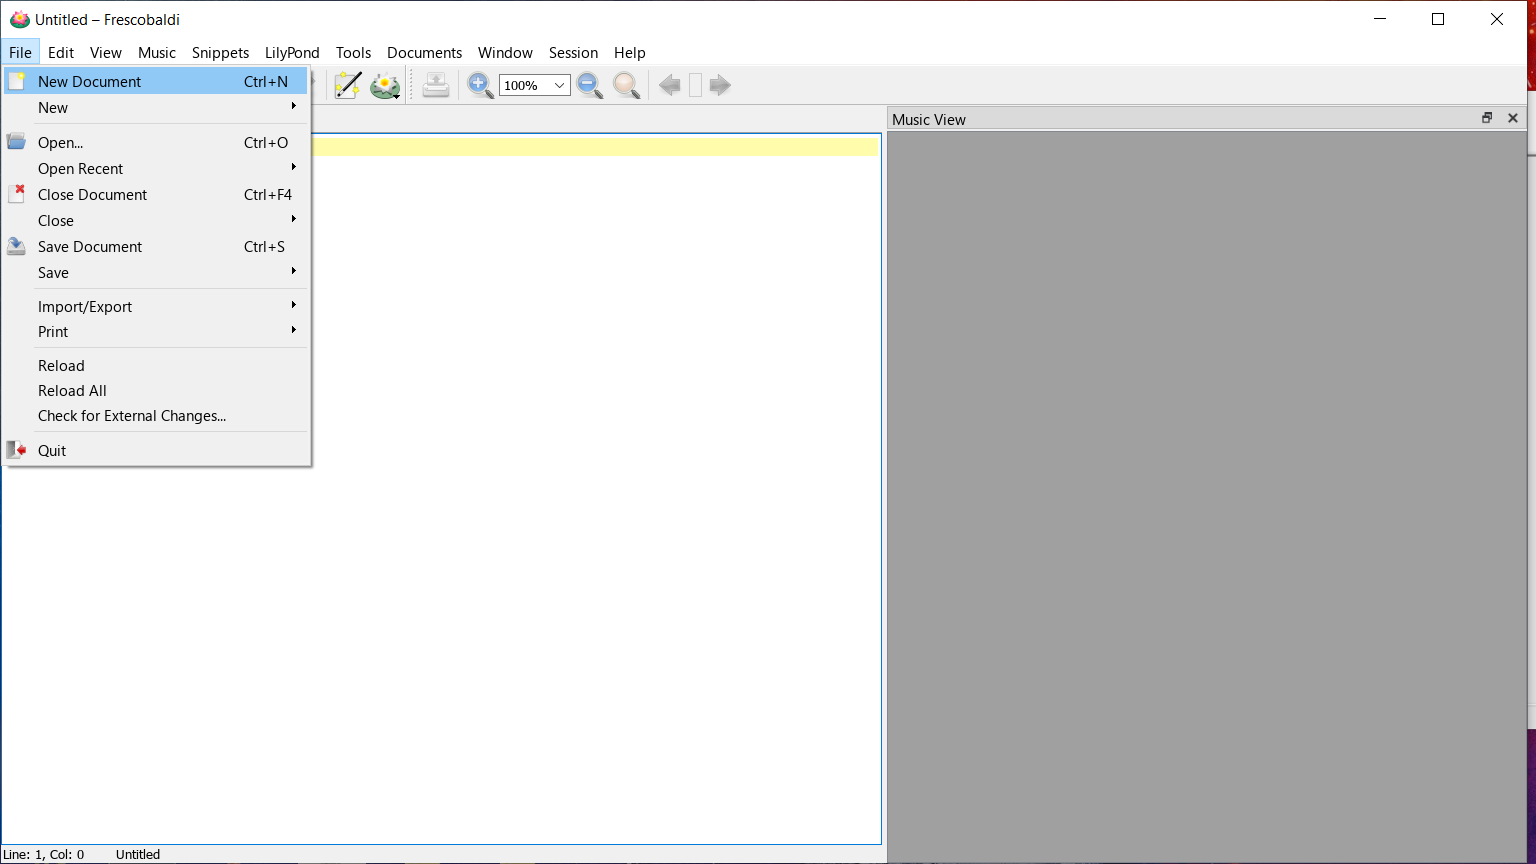 Untitled – Frescobaldi
File Edit View Music Snippets LilyPond Tools Documents Window Session Help
New Document Ctrl+N
New
Open... Ctrl+O
Open Recent
Close Document Ctrl+F4
Close
Save Document Ctrl+S
Save
Import/Export
Print
Reload
Reload All
Check for External Changes...
Quit
100%
Music View
Line: 1, Col: 0 Untitled